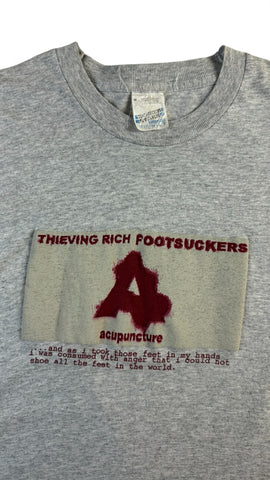 THIEVING RICH FOOTSUCKERS
A
acupuncture
...and as i took those feet in my hands
i was consumed with anger that i could not
shoe all the feet in the world.